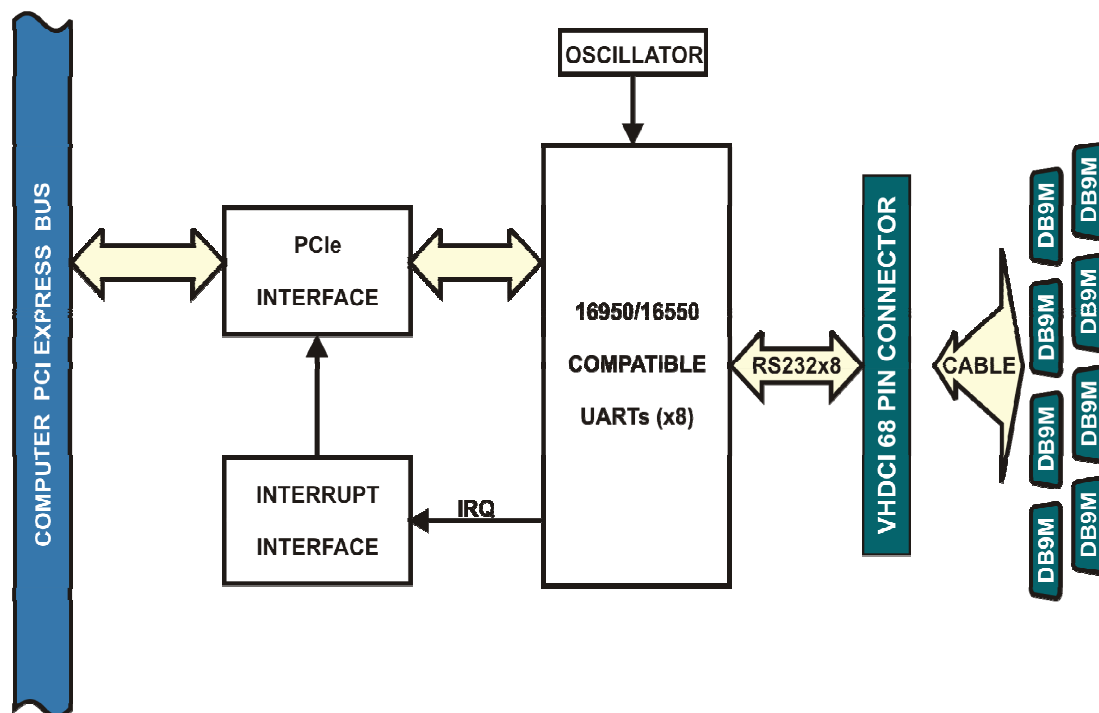 COMPUTER PCI EXPRESS BUS
OSCILLATOR
PCIe
INTERFACE
16950/16550
COMPATIBLE
UARTs (x8)
INTERRUPT
INTERFACE
IRQ
RS232x8
VHDCI 68 PIN CONNECTOR
CABLE
DB9M
DB9M
DB9M
DB9M
DB9M
DB9M
DB9M
DB9M